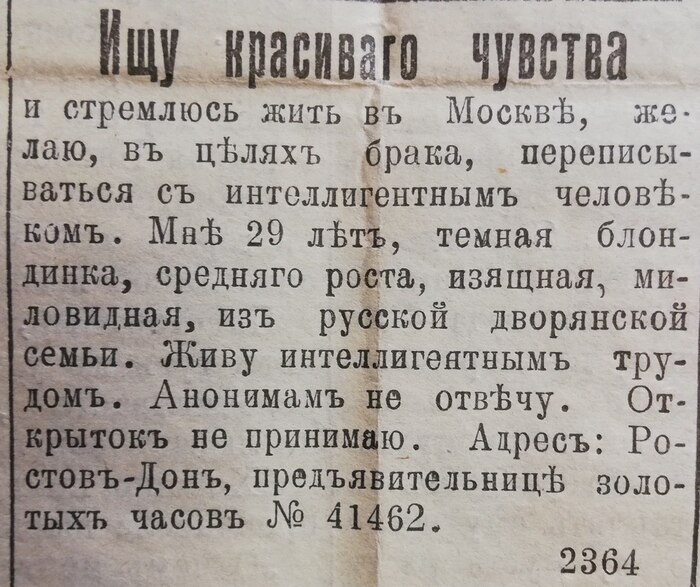 Ищу красиваго чувства
и стремлюсь жить въ Москвѣ, же-
лаю, въ цѣляхъ брака, переписы-
ваться съ интеллигентнымъ человѣ-
комъ. Мнѣ 29 лѣтъ, темная блон-
динка, средняго роста, изящная, ми-
ловидная, изъ русской дворянской
семьи. Живу интеллигентнымъ тру-
домъ. Анонимамъ не отвѣчу. От-
крытокъ не принимаю. Адресъ: Ро-
стовъ-Донъ, предъявительницѣ золо-
тыхъ часовъ № 41462.
2364